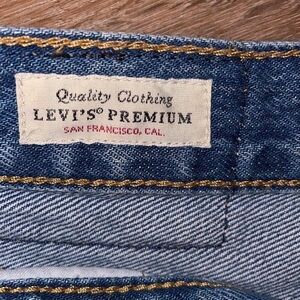 Quality Clothing
LEVI'S® PREMIUM
SAN FRANCISCO, CAL.